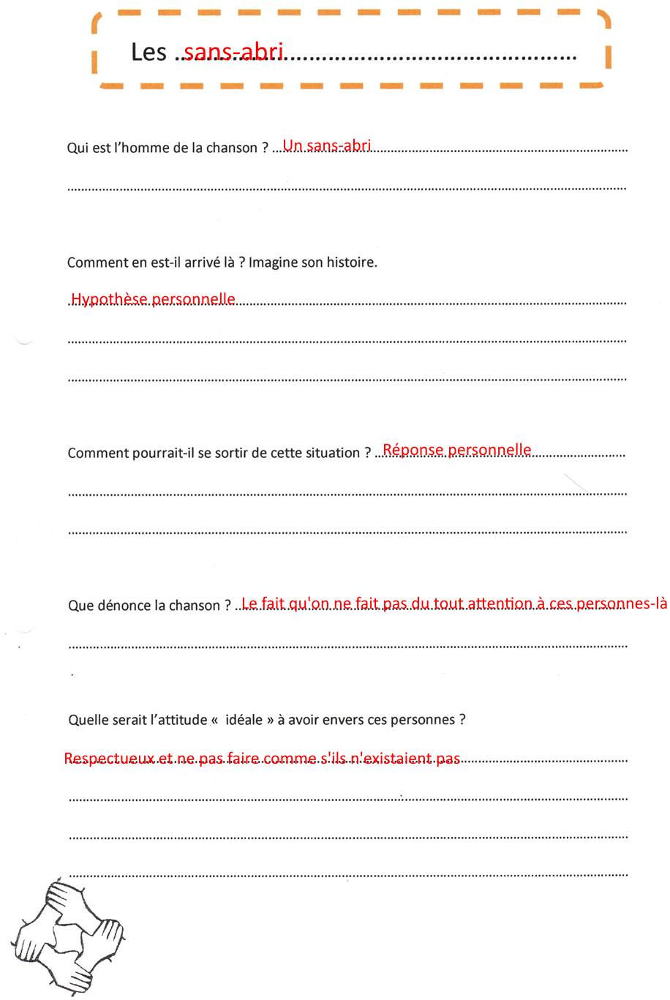 Les sans-abri
Qui est l’homme de la chanson ? Un sans-abri
Comment en est-il arrivé là ? Imagine son histoire.
Hypothèse personnelle
Comment pourrait-il se sortir de cette situation ? Réponse personnelle
Que dénonce la chanson ? Le fait qu'on ne fait pas du tout attention à ces personnes-là
Quelle serait l’attitude «  idéale » à avoir envers ces personnes ?
Respectueux et ne pas faire comme s'ils n'existaient pas